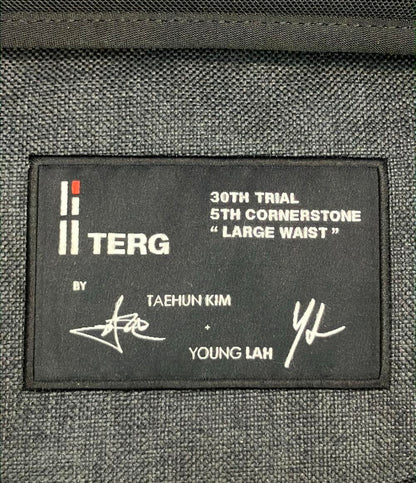 TERG
30TH TRIAL
5TH CORNERSTONE
“ LARGE WAIST ”
BY
TAEHUN KIM
·
YOUNG LAH